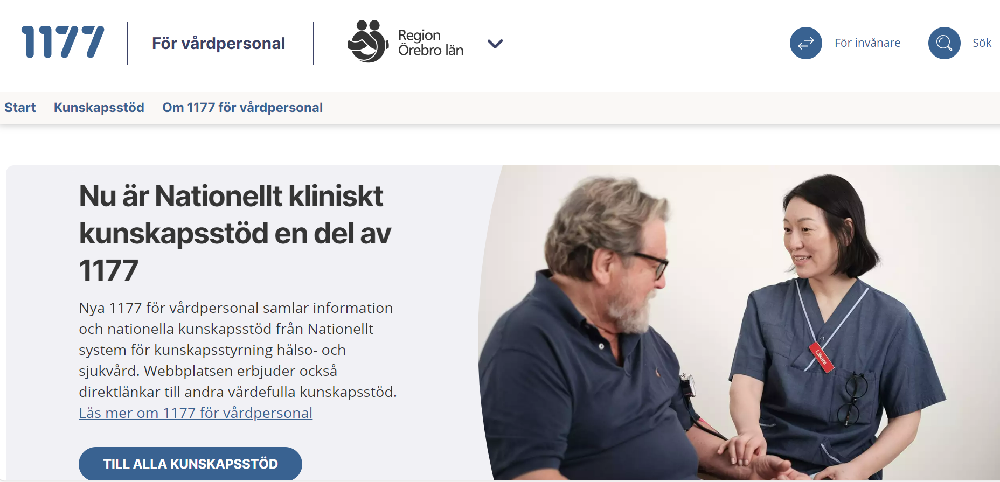 1177
För vårdpersonal
Region
Örebro län
För invånare
Sök
Start
Kunskapsstöd
Om 1177 för vårdpersonal
Nu är Nationellt kliniskt
kunskapsstöd en del av
1177
Nya 1177 för vårdpersonal samlar information
och nationella kunskapsstöd från Nationellt
system för kunskapsstyrning hälso- och
sjukvård. Webbplatsen erbjuder också
direktlänkar till andra värdefulla kunskapsstöd.
Läs mer om 1177 för vårdpersonal
TILL ALLA KUNSKAPSSTÖD
Läkare